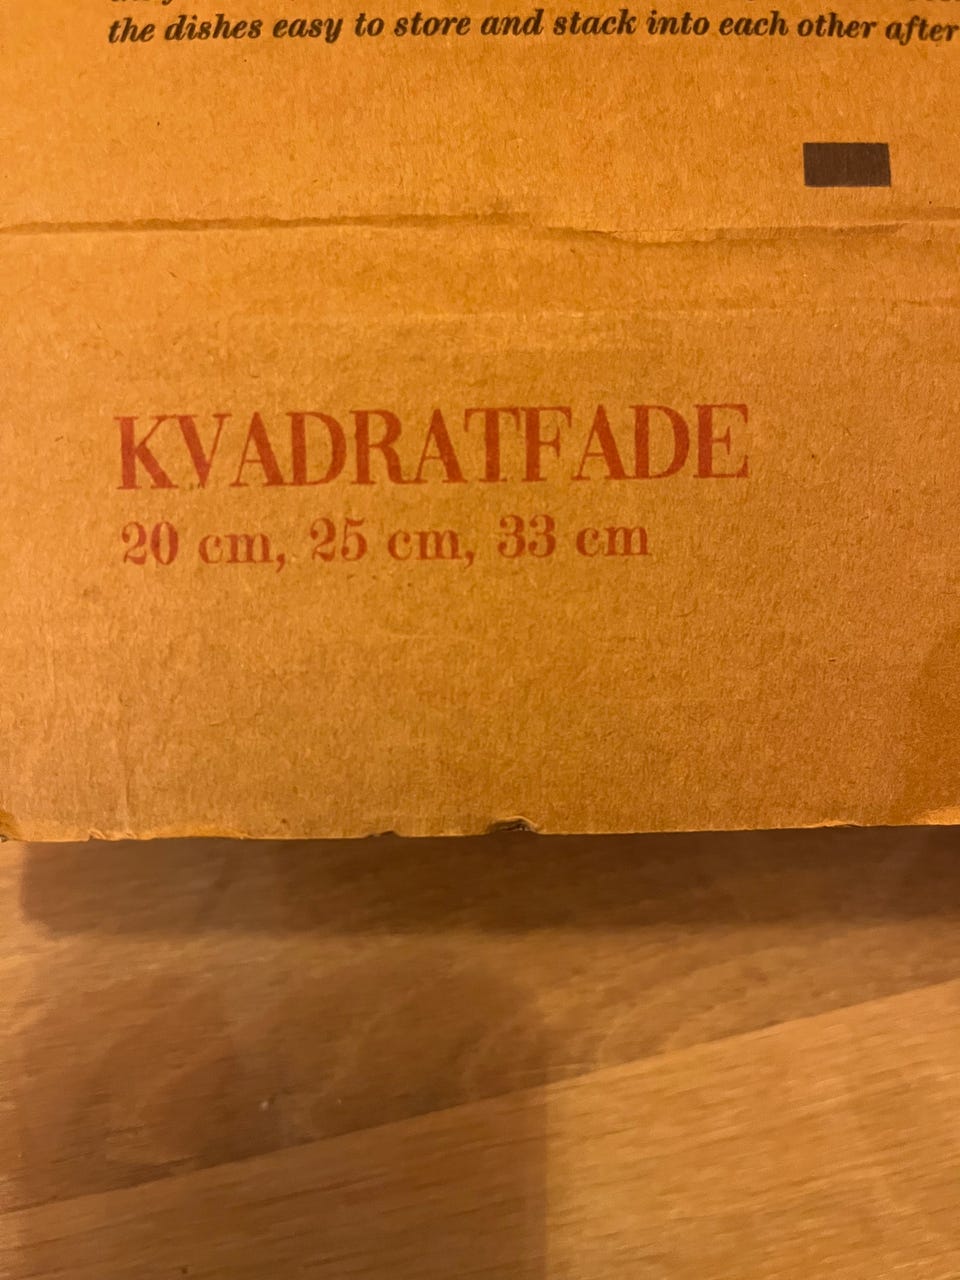 the dishes easy to store and stack into each other after
KVADRATFADE
20 cm, 25 cm, 33 cm